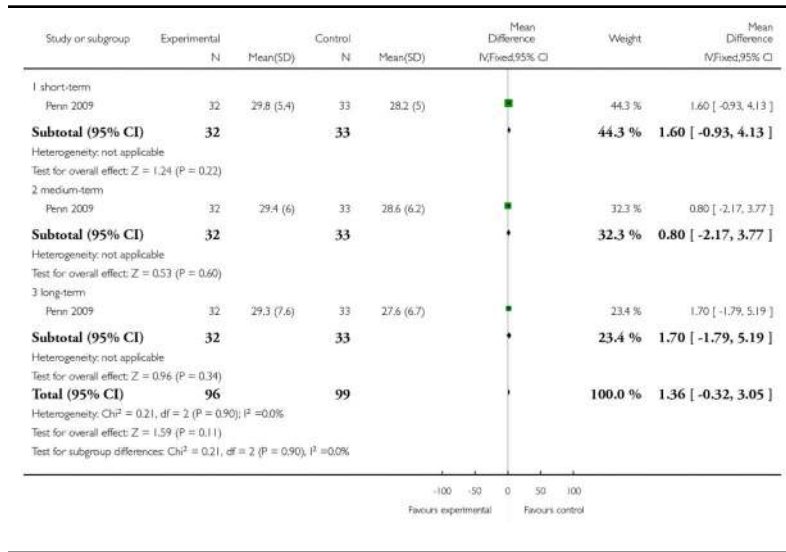 Study or subgroup Experimental Control Mean Difference Weight Mean Difference
N Mean(SD) N Mean(SD) IV,Fixed,95% CI IV,Fixed,95% CI
1 short-term
Penn 2009 32 29.8 (5.4) 33 28.2 (5) 44.3 % 1.60 [ -0.93, 4.13 ]
Subtotal (95% CI) 32 33 44.3 % 1.60 [ -0.93, 4.13 ]
Heterogeneity: not applicable
Test for overall effect: Z = 1.24 (P = 0.22)
2 medium-term
Penn 2009 32 29.4 (6) 33 28.6 (6.2) 32.3 % 0.80 [ -2.17, 3.77 ]
Subtotal (95% CI) 32 33 32.3 % 0.80 [ -2.17, 3.77 ]
Heterogeneity: not applicable
Test for overall effect: Z = 0.53 (P = 0.60)
3 long-term
Penn 2009 32 29.3 (7.6) 33 27.6 (6.7) 23.4 % 1.70 [ -1.79, 5.19 ]
Subtotal (95% CI) 32 33 23.4 % 1.70 [ -1.79, 5.19 ]
Heterogeneity: not applicable
Test for overall effect: Z = 0.96 (P = 0.34)
Total (95% CI) 96 99 100.0 % 1.36 [ -0.32, 3.05 ]
Heterogeneity: Chi² = 0.21, df = 2 (P = 0.90); I² =0.0%
Test for overall effect: Z = 1.59 (P = 0.11)
Test for subgroup differences: Chi² = 0.21, df = 2 (P = 0.90), I² =0.0%
-100 -50 0 50 100
Favours experimental Favours control